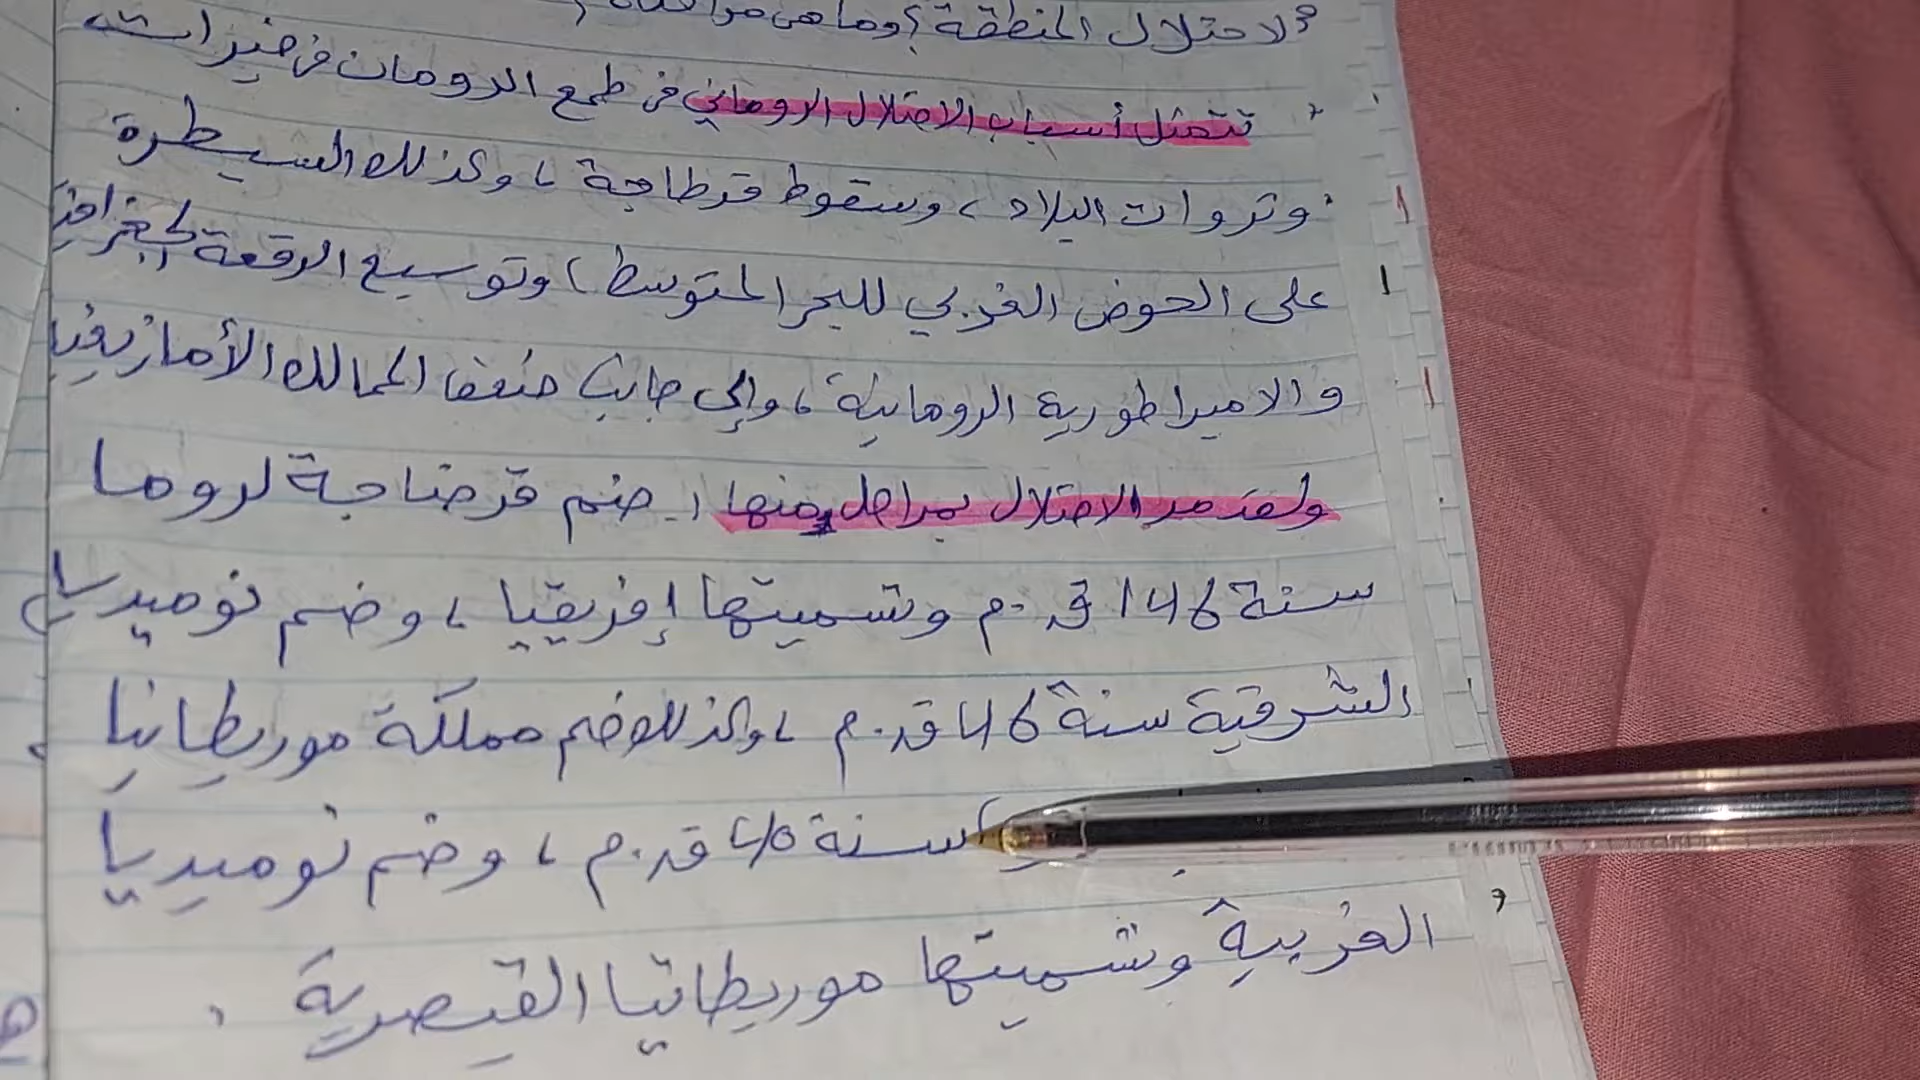 لاحتلال المنطقة؟ وما هي مراحله؟
تتمثل أسباب الاحتلال الروماني في طمع الرومان في خيرات
وثروات البلاد، وسقوط قرطاجة، وكذلك السيطرة
على الحوض الغربي للبحر المتوسط، وتوسيع الرقعة الجغرافية
والامبراطورية الرومانية، وإلى جانب ضعف الممالك الأمازيغية
ولقد مر الاحتلال بمراحل منها: ضم قرضاجة لروما
سنة 146 ق.م وتسميتها إفريقيا، وضم نوميديا
الشرقية سنة 46 ق.م، وكذلك ضم مملكة موريطانيا
سنة 40 ق.م، وضم نوميديا
الغربية وتسميتها موريطانيا القيصرية.